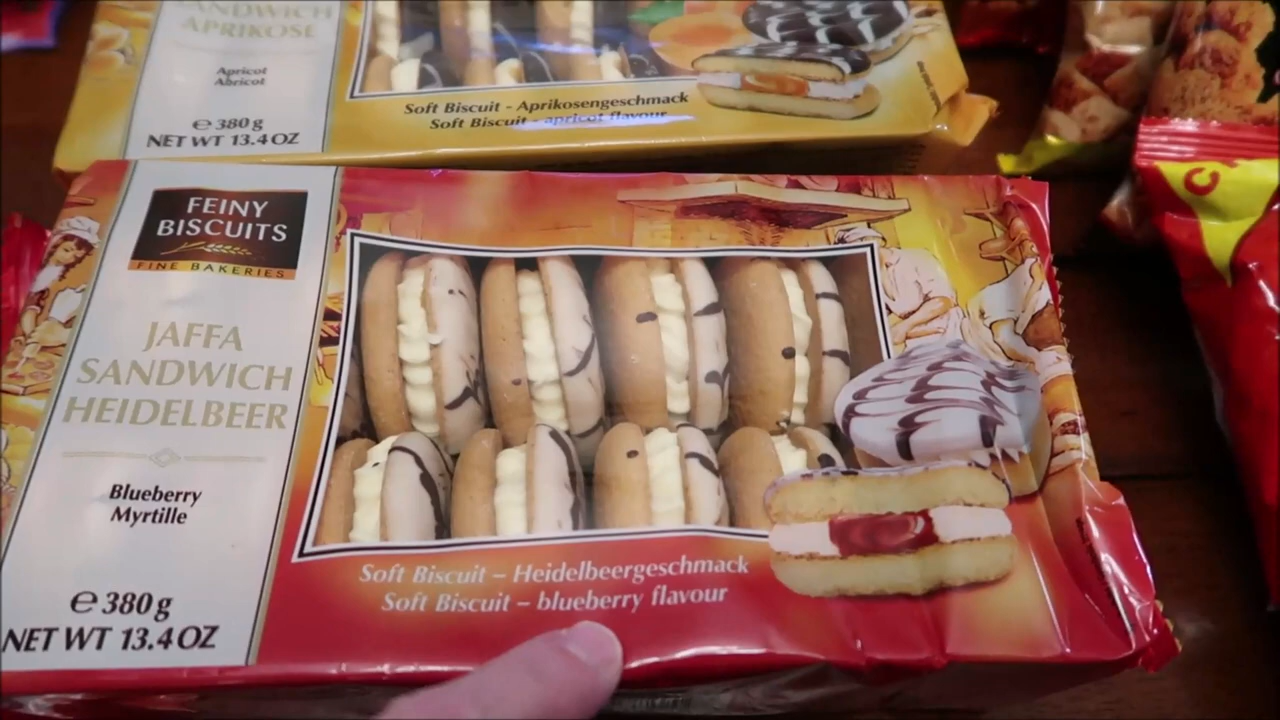 SANDWICH
APRIKOSE
Apricot
Abricot
e 380 g
NET WT 13.4 OZ
Soft Biscuit - Aprikosengeschmack
Soft Biscuit - apricot flavour
FEINY
BISCUITS
FINE BAKERIES
JAFFA
SANDWICH
HEIDELBEER
Blueberry
Myrtille
e 380 g
NET WT 13.4 OZ
Soft Biscuit – Heidelbeergeschmack
Soft Biscuit – blueberry flavour